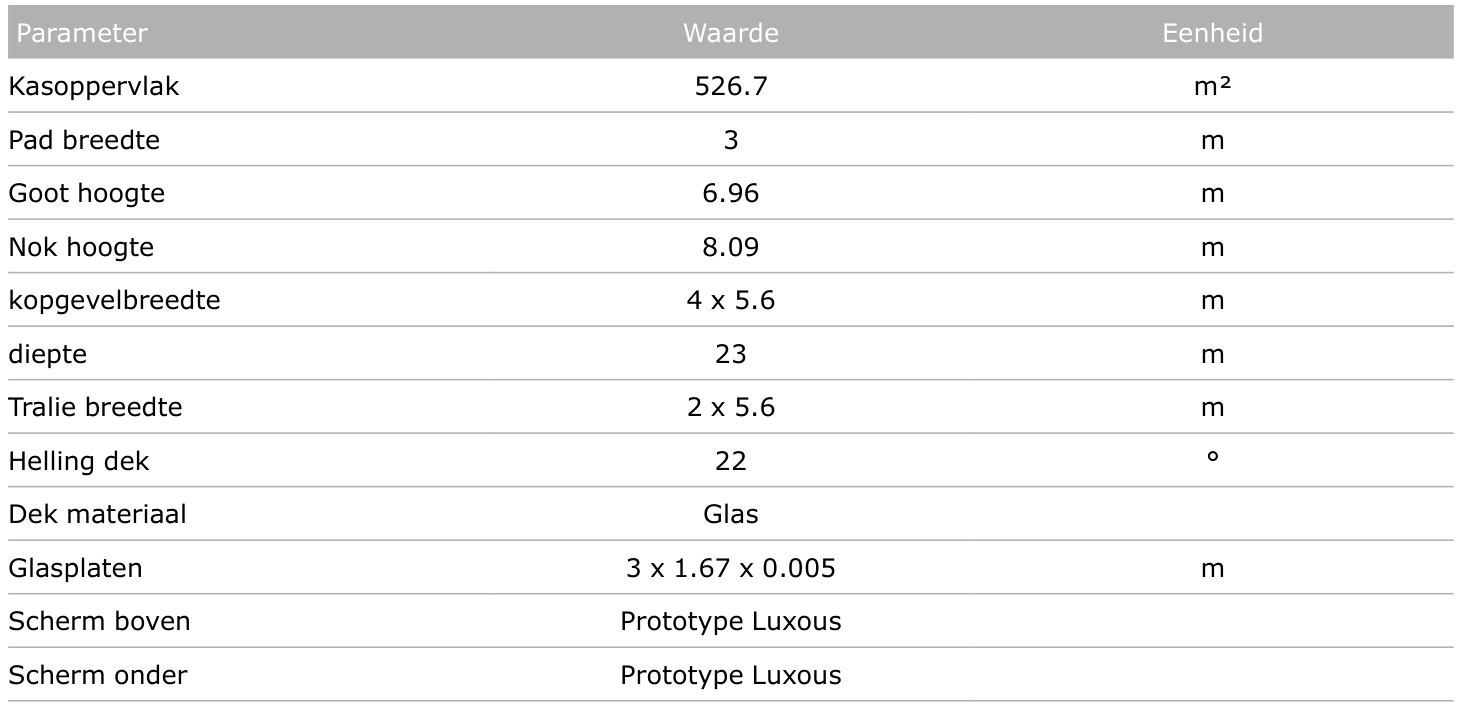 Parameter Waarde Eenheid
Kasoppervlak 526.7 m²
Pad breedte 3 m
Goot hoogte 6.96 m
Nok hoogte 8.09 m
kopgevelbreedte 4 x 5.6 m
diepte 23 m
Tralie breedte 2 x 5.6 m
Helling dek 22 °
Dek materiaal Glas
Glasplaten 3 x 1.67 x 0.005 m
Scherm boven Prototype Luxous
Scherm onder Prototype Luxous